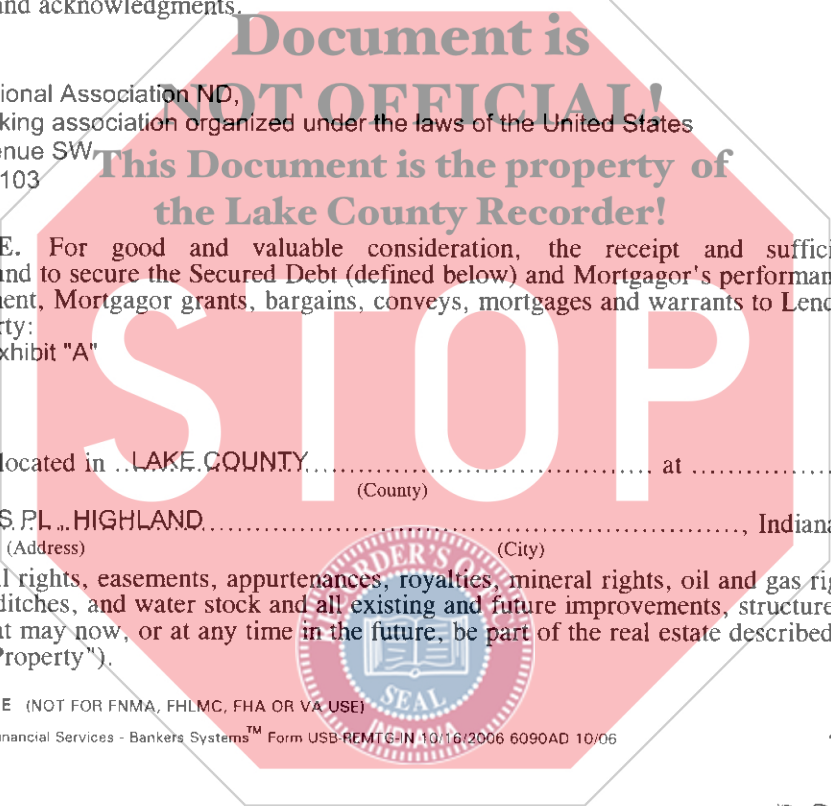 and acknowledgments.
Document is
NOT OFFICIAL!
ional Association ND,
king association organized under the laws of the United States
enue SW
This Document is the property of
103
the Lake County Recorder!
E. For good and valuable consideration, the receipt and suffici
and to secure the Secured Debt (defined below) and Mortgagor's performan
ent, Mortgagor grants, bargains, conveys, mortgages and warrants to Lend
rty:
xhibit "A"
STOP
located in ..LAKE COUNTY.................................................. at ....................
(County)
S PL , HIGHLAND................................................................................, Indiana
(Address) (City)
l rights, easements, appurtenances, royalties, mineral rights, oil and gas rig
ditches, and water stock and all existing and future improvements, structure
at may now, or at any time in the future, be part of the real estate described
Property").
RECORDER'S OFFICE
SEAL
INDIANA
E (NOT FOR FNMA, FHLMC, FHA OR VA USE)
inancial Services - Bankers Systems™ Form USB-REMTG-IN 10/16/2006 6090AD 10/06